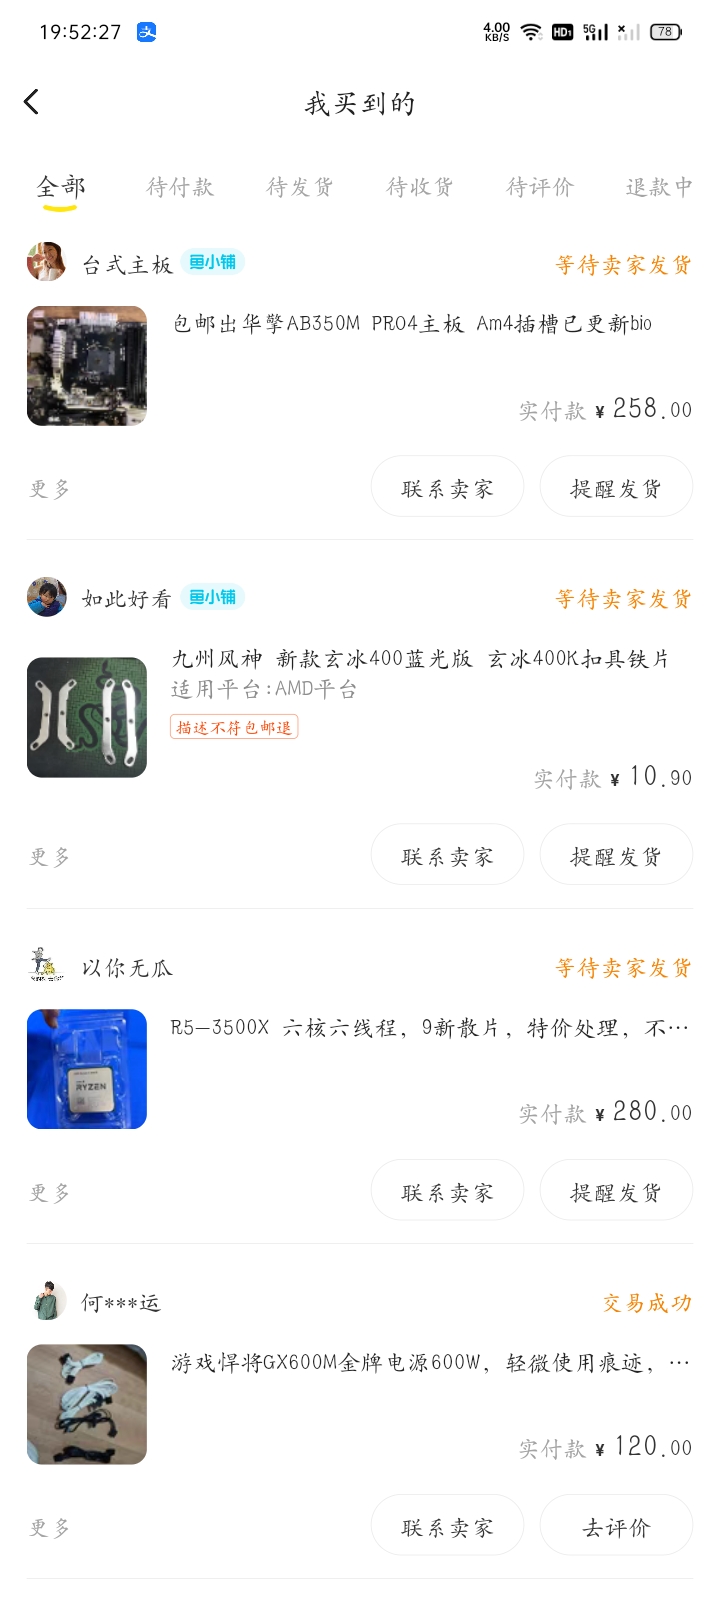 19:52:27 4.00 KB/S HD1 5G 78
我买到的
全部 待付款 待发货 待收货 待评价 退款中
台式主板 鱼小铺 等待卖家发货
包邮出华擎AB350M PRO4主板 Am4插槽已更新bio
实付款 ¥ 258.00
更多 联系卖家 提醒发货
如此好看 鱼小铺 等待卖家发货
九州风神 新款玄冰400蓝光版 玄冰400K扣具铁片
适用平台:AMD平台
描述不符包邮退
实付款 ¥ 10.90
更多 联系卖家 提醒发货
以你无瓜 等待卖家发货
R5-3500X 六核六线程，9新散片，特价处理，不…
RYZEN
实付款 ¥ 280.00
更多 联系卖家 提醒发货
何***运 交易成功
游戏悍将GX600M金牌电源600W，轻微使用痕迹，…
实付款 ¥ 120.00
更多 联系卖家 去评价